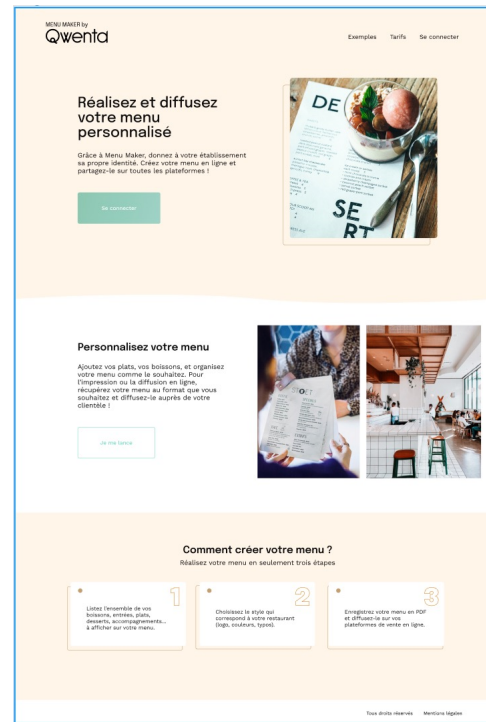 MENU MAKER by
Qwenta
Exemples Tarifs Se connecter
Réalisez et diffusez
votre menu
personnalisé
Grâce à Menu Maker, donnez à votre établissement
sa propre identité. Créez votre menu en ligne et
partagez-le sur toutes les plateformes !
Se connecter
DE
SE
RT
Personnalisez votre menu
Ajoutez vos plats, vos boissons, et organisez
votre menu comme le souhaitez. Pour
l'impression ou la diffusion en ligne,
récupérez votre menu au format que vous
souhaitez et diffusez-le auprès de votre
clientèle !
Je me lance
Comment créer votre menu ?
Réalisez votre menu en seulement trois étapes
1
Listez l'ensemble de vos
boissons, entrées, plats,
desserts, accompagnements...
à afficher sur votre menu.
2
Choisissez le style qui
correspond à votre restaurant
(logo, couleurs, typos).
3
Enregistrez votre menu en PDF
et diffusez-le sur vos
plateformes de vente en ligne.
Tous droits réservés Mentions légales